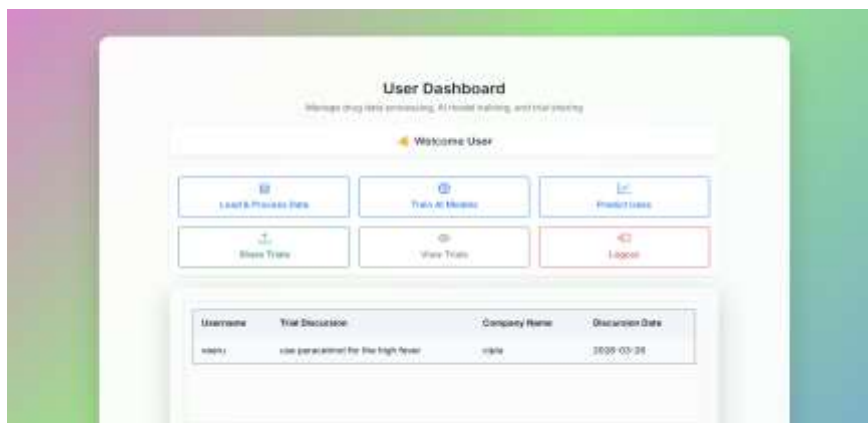 User Dashboard
Manage drug data processing, AI model training, and trial sharing
Welcome User
Load & Process Data
Train AI Models
Predict
Share Trials
View Trials
Logout
Username Trial Discussion Company Name Discussion Date
use paracetmol for the high fever cipla